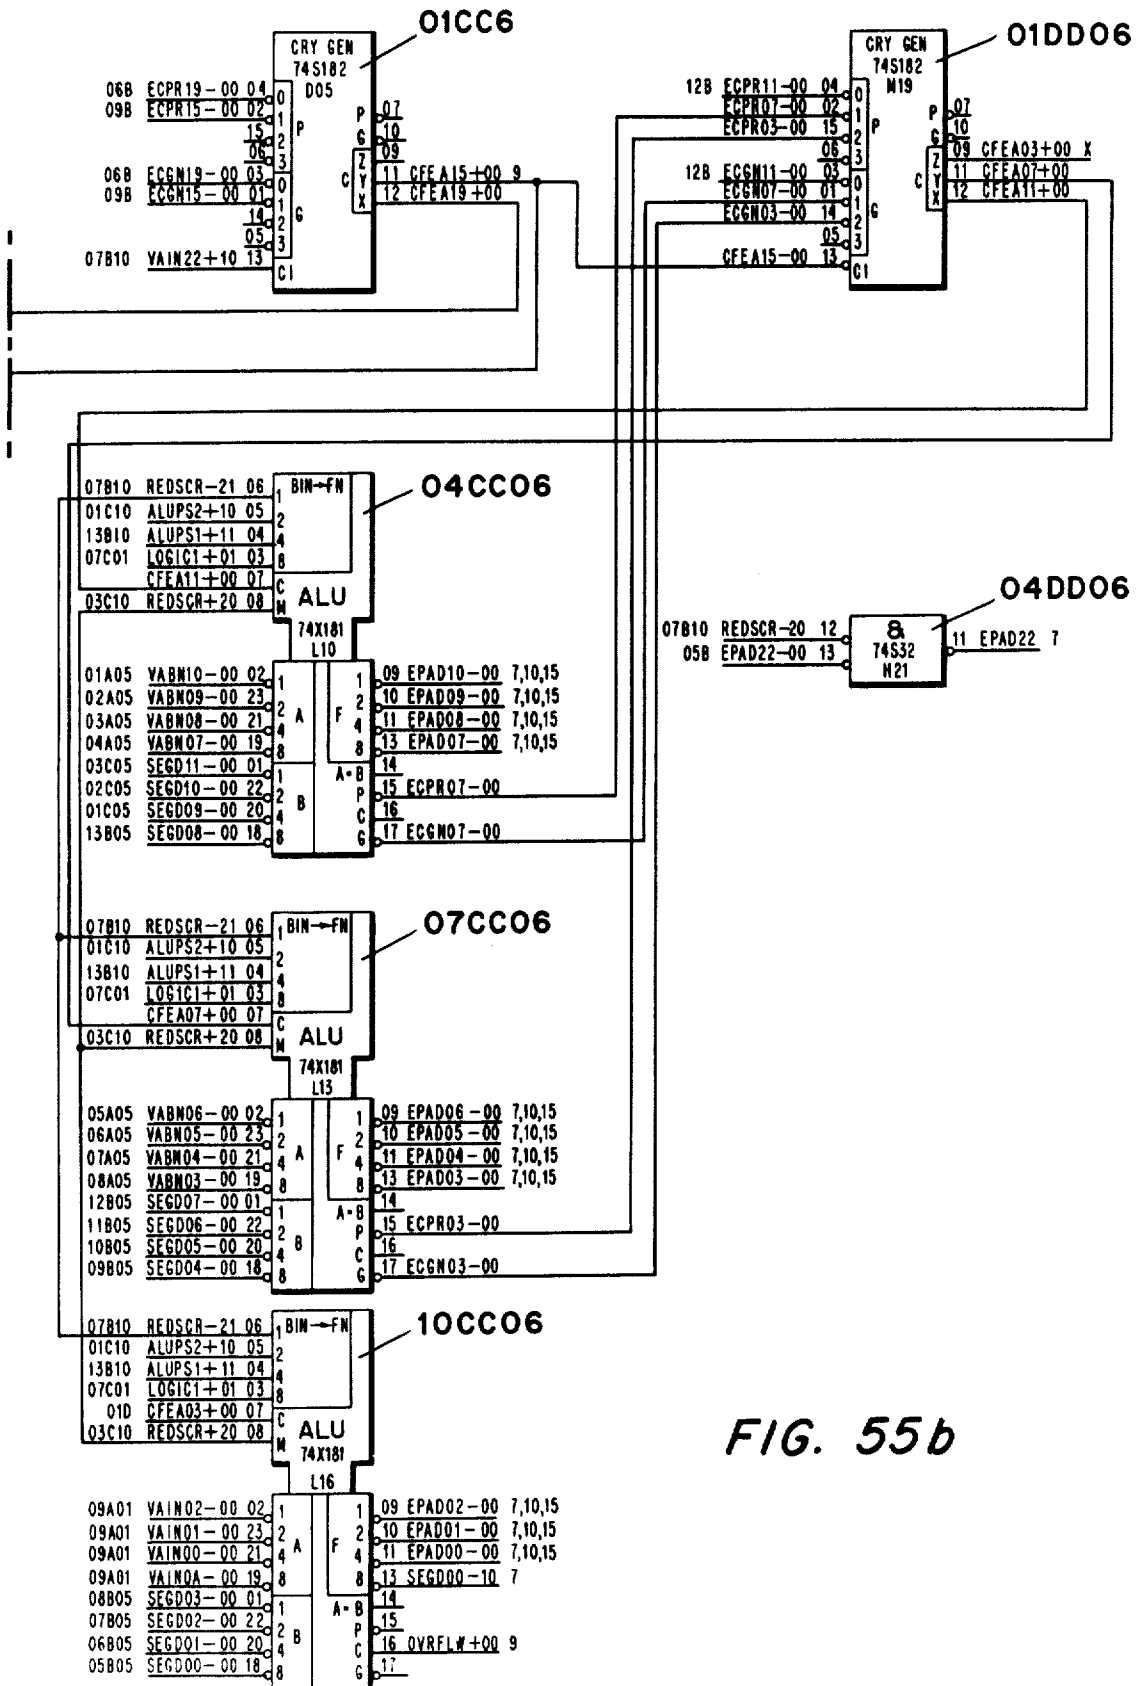 01CC6
CRY GEN
74S182
D05
06B ECPR19-00 04 0
09B ECPR15-00 02 1
15 2
06 3
P
06B ECGN19-00 03 0
09B ECGN15-00 01 1
14 2
05 3
G
07B10 VAIN22+10 13 CI
P 07
G 10
Z 09
C Y 11 CFEA15+00 9
X 12 CFEA19+00
01DD06
CRY GEN
74S182
M19
12B ECPR11-00 04 0
ECPR07-00 02 1
ECPR03-00 15 2
06 3
P
12B ECGN11-00 03 0
ECGN07-00 01 1
ECGN03-00 14 2
05 3
G
CFEA15-00 13 CI
P 07
G 10
Z 09 CFEA03+00 X
C Y 11 CFEA07+00
X 12 CFEA11+00
04CC06
BIN→FN
07B10 REDSCR-21 06 1
01C10 ALUPS2+10 05 2
13B10 ALUPS1+11 04 4
07C01 LOGIC1+01 03 8
CFEA11+00 07 C
03C10 REDSCR+20 08 M
ALU
74X181
L10
01A05 VABN10-00 02 1
02A05 VABN09-00 23 2
03A05 VABN08-00 21 4
04A05 VABN07-00 19 8
A
03C05 SEGD11-00 01 1
02C05 SEGD10-00 22 2
01C05 SEGD09-00 20 4
13B05 SEGD08-00 18 8
B
F
1 09 EPAD10-00 7,10,15
2 10 EPAD09-00 7,10,15
4 11 EPAD08-00 7,10,15
8 13 EPAD07-00 7,10,15
A=B 14
P 15 ECPR07-00
C 16
G 17 ECGN07-00
04DD06
07B10 REDSCR-20 12
05B EPAD22-00 13
&
74S32
N21
11 EPAD22 7
07CC06
BIN→FN
07B10 REDSCR-21 06 1
01C10 ALUPS2+10 05 2
13B10 ALUPS1+11 04 4
07C01 LOGIC1+01 03 8
CFEA07+00 07 C
03C10 REDSCR+20 08 M
ALU
74X181
L13
05A05 VABN06-00 02 1
06A05 VABN05-00 23 2
07A05 VABN04-00 21 4
08A05 VABN03-00 19 8
A
12B05 SEGD07-00 01 1
11B05 SEGD06-00 22 2
10B05 SEGD05-00 20 4
09B05 SEGD04-00 18 8
B
F
1 09 EPAD06-00 7,10,15
2 10 EPAD05-00 7,10,15
4 11 EPAD04-00 7,10,15
8 13 EPAD03-00 7,10,15
A=B 14
P 15 ECPR03-00
C 16
G 17 ECGN03-00
10CC06
BIN→FN
07B10 REDSCR-21 06 1
01C10 ALUPS2+10 05 2
13B10 ALUPS1+11 04 4
07C01 LOGIC1+01 03 8
01D CFEA03+00 07 C
03C10 REDSCR+20 08 M
ALU
74X181
L16
09A01 VAIN02-00 02 1
09A01 VAIN01-00 23 2
09A01 VAIN00-00 21 4
09A01 VAIN0A-00 19 8
A
08B05 SEGD03-00 01 1
07B05 SEGD02-00 22 2
06B05 SEGD01-00 20 4
05B05 SEGD00-00 18 8
B
F
1 09 EPAD02-00 7,10,15
2 10 EPAD01-00 7,10,15
4 11 EPAD00-00 7,10,15
8 13 SEGD00-10 7
A=B 14
P 15
C 16 OVRFLW+00 9
G 17
FIG. 55b